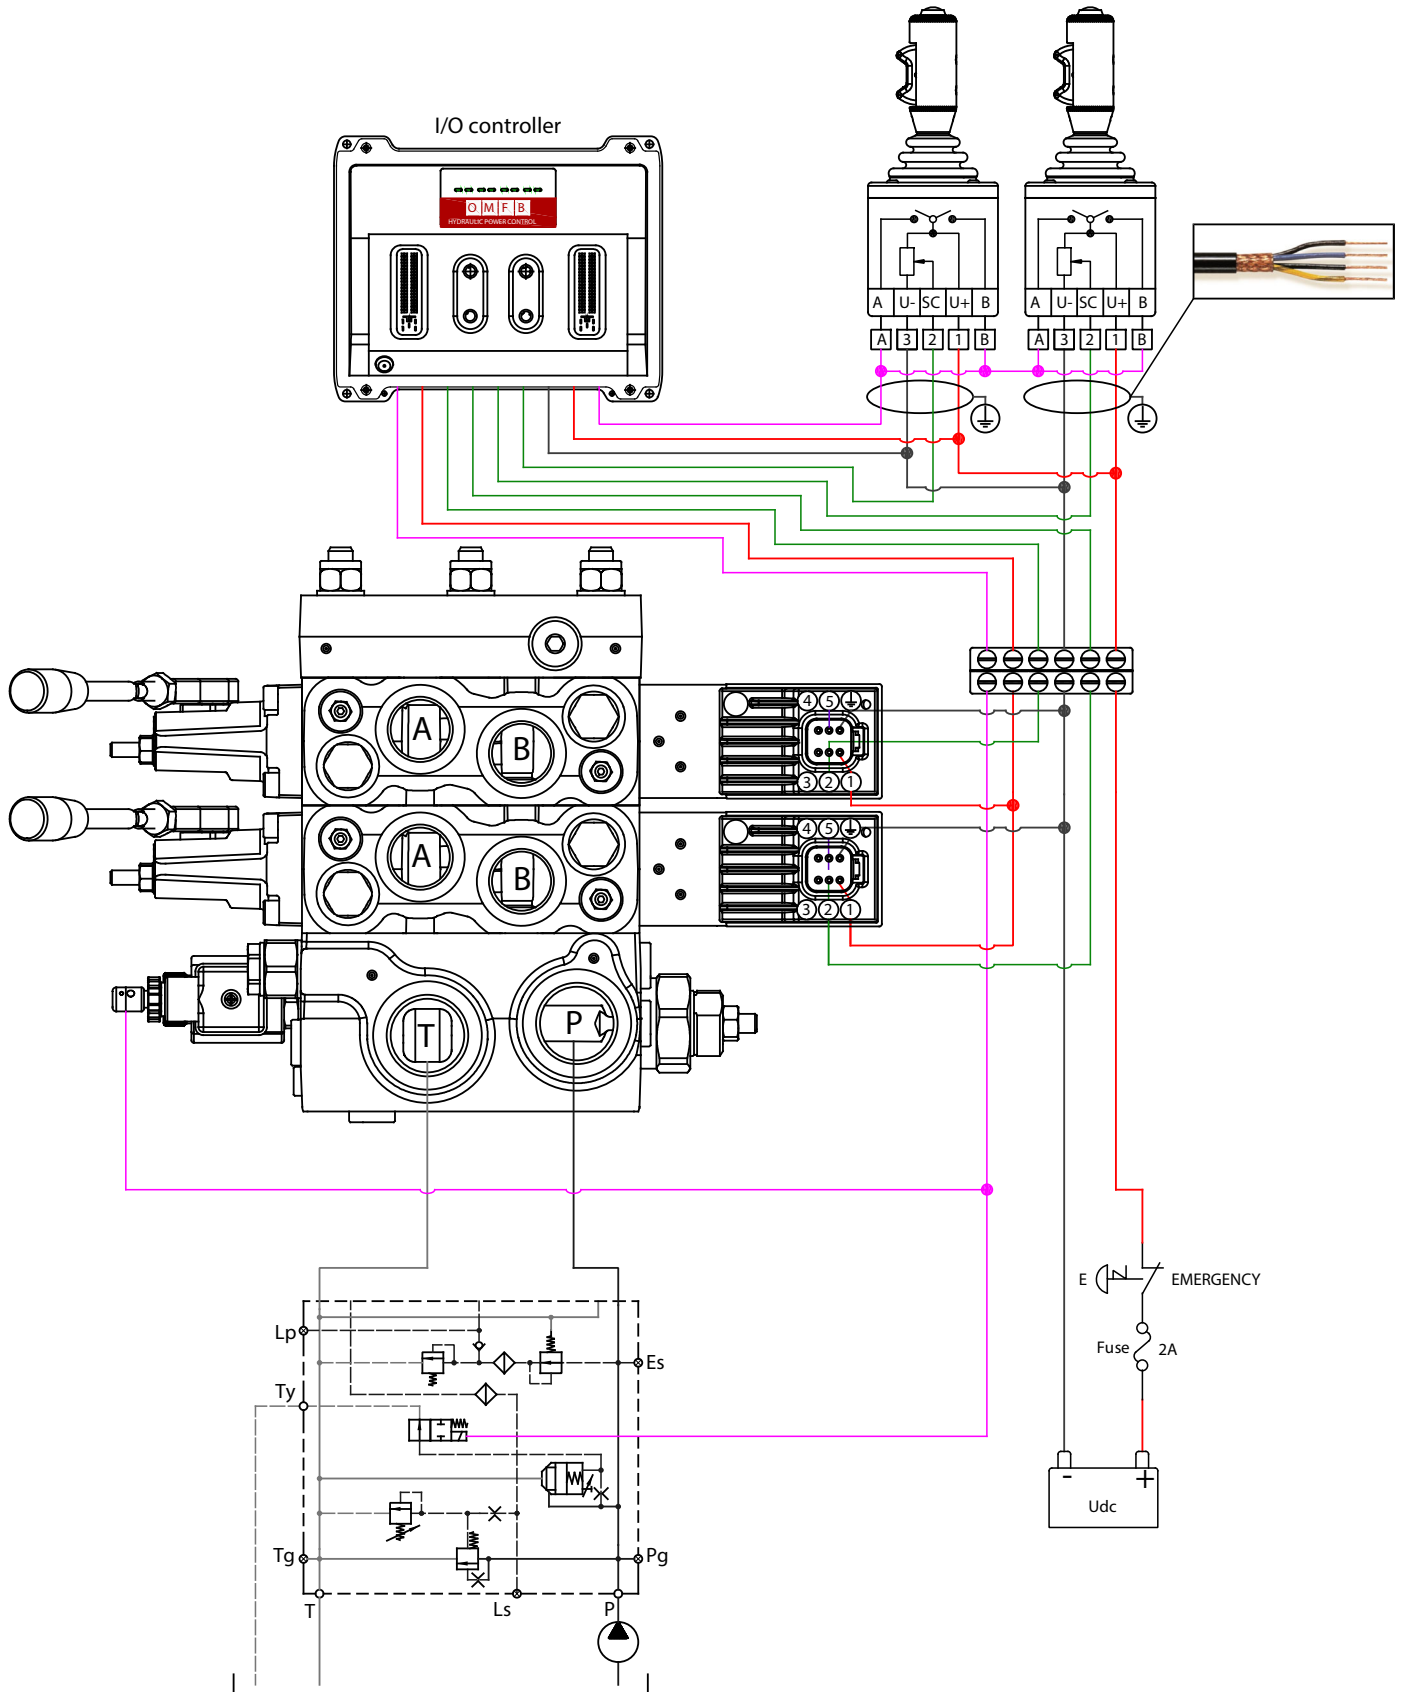 I/O controller
O M F B
HYDRAULIC POWER CONTROL
A U- SC U+ B
A U- SC U+ B
A 3 2 1 B
A 3 2 1 B
A
B
4 5
3 2 1
A
B
4 5
3 2 1
T
P
E EMERGENCY
Fuse 2A
- +
Udc
Lp
Es
Ty
Tg
Pg
T
Ls
P